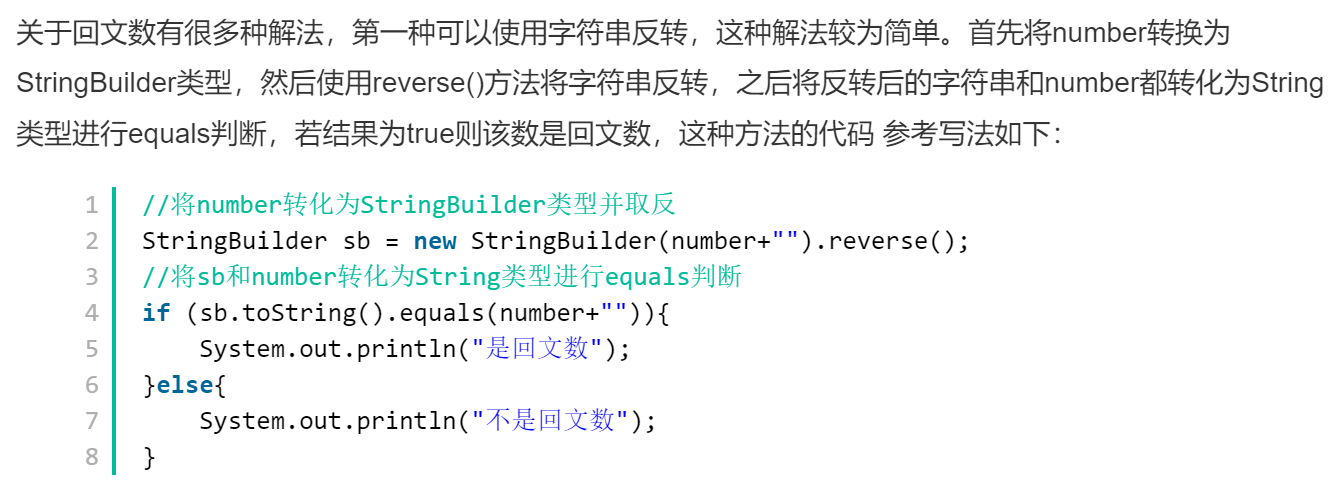 关于回文数有很多种解法，第一种可以使用字符串反转，这种解法较为简单。首先将number转换为
StringBuilder类型，然后使用reverse()方法将字符串反转，之后将反转后的字符串和number都转化为String
类型进行equals判断，若结果为true则该数是回文数，这种方法的代码 参考写法如下：
1 //将number转化为StringBuilder类型并取反
2 StringBuilder sb = new StringBuilder(number+"").reverse();
3 //将sb和number转化为String类型进行equals判断
4 if (sb.toString().equals(number+"")){
5     System.out.println("是回文数");
6 }else{
7     System.out.println("不是回文数");
8 }